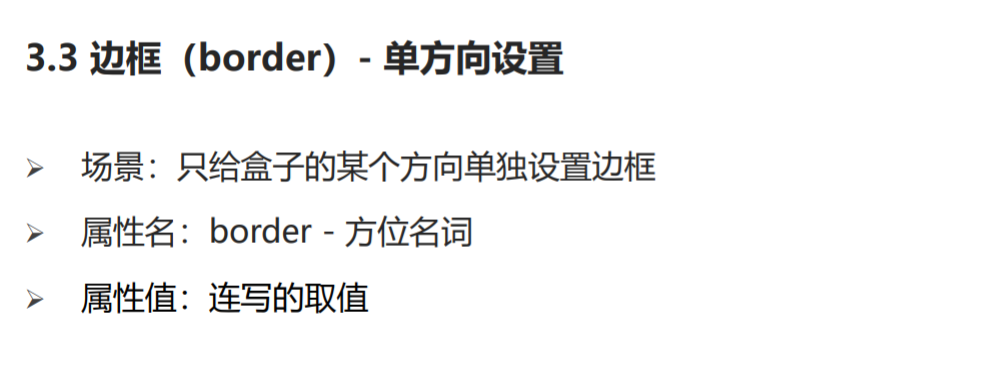 3.3 边框（border）- 单方向设置
➢ 场景：只给盒子的某个方向单独设置边框
➢ 属性名：border - 方位名词
➢ 属性值：连写的取值